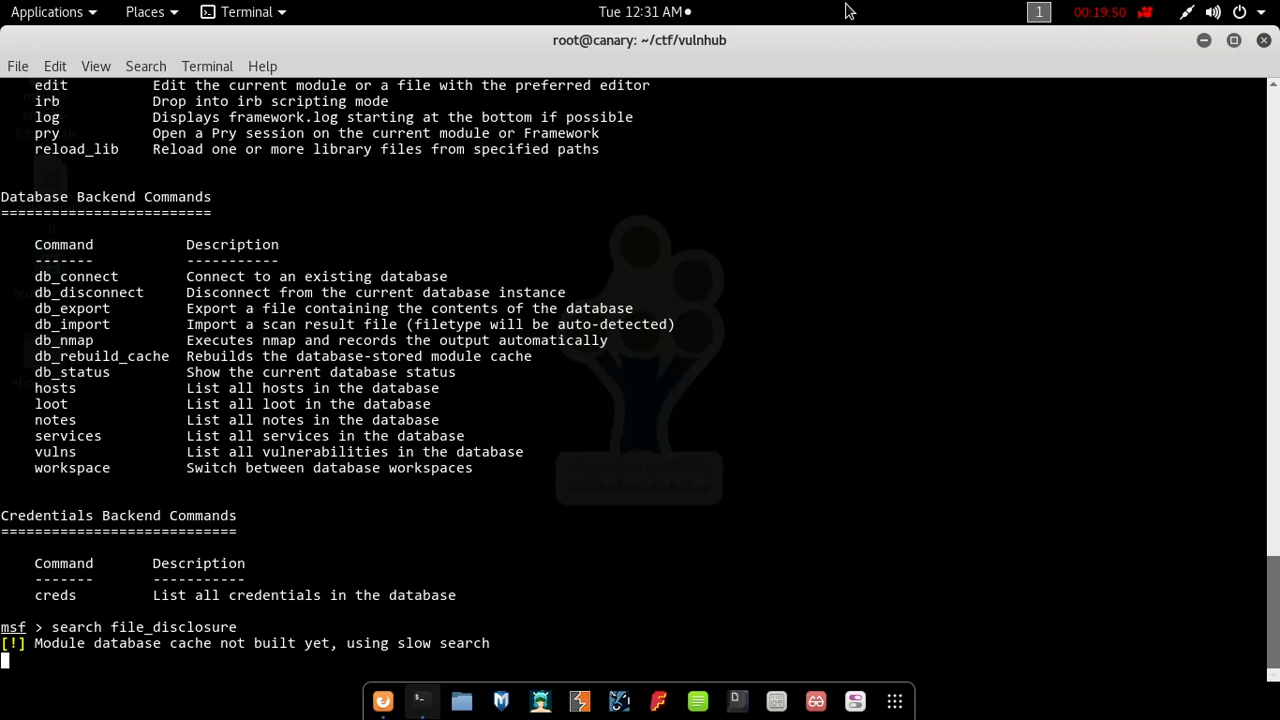 Applications Places Terminal Tue 12:31 AM 1 00:19:50
root@canary: ~/ctf/vulnhub
File Edit View Search Terminal Help
edit Edit the current module or a file with the preferred editor
irb Drop into irb scripting mode
log Displays framework.log starting at the bottom if possible
pry Open a Pry session on the current module or Framework
reload_lib Reload one or more library files from specified paths
Database Backend Commands
=========================
Command Description
------- -----------
db_connect Connect to an existing database
db_disconnect Disconnect from the current database instance
db_export Export a file containing the contents of the database
db_import Import a scan result file (filetype will be auto-detected)
db_nmap Executes nmap and records the output automatically
db_rebuild_cache Rebuilds the database-stored module cache
db_status Show the current database status
hosts List all hosts in the database
loot List all loot in the database
notes List all notes in the database
services List all services in the database
vulns List all vulnerabilities in the database
workspace Switch between database workspaces
Credentials Backend Commands
============================
Command Description
------- -----------
creds List all credentials in the database
msf > search file_disclosure
[!] Module database cache not built yet, using slow search